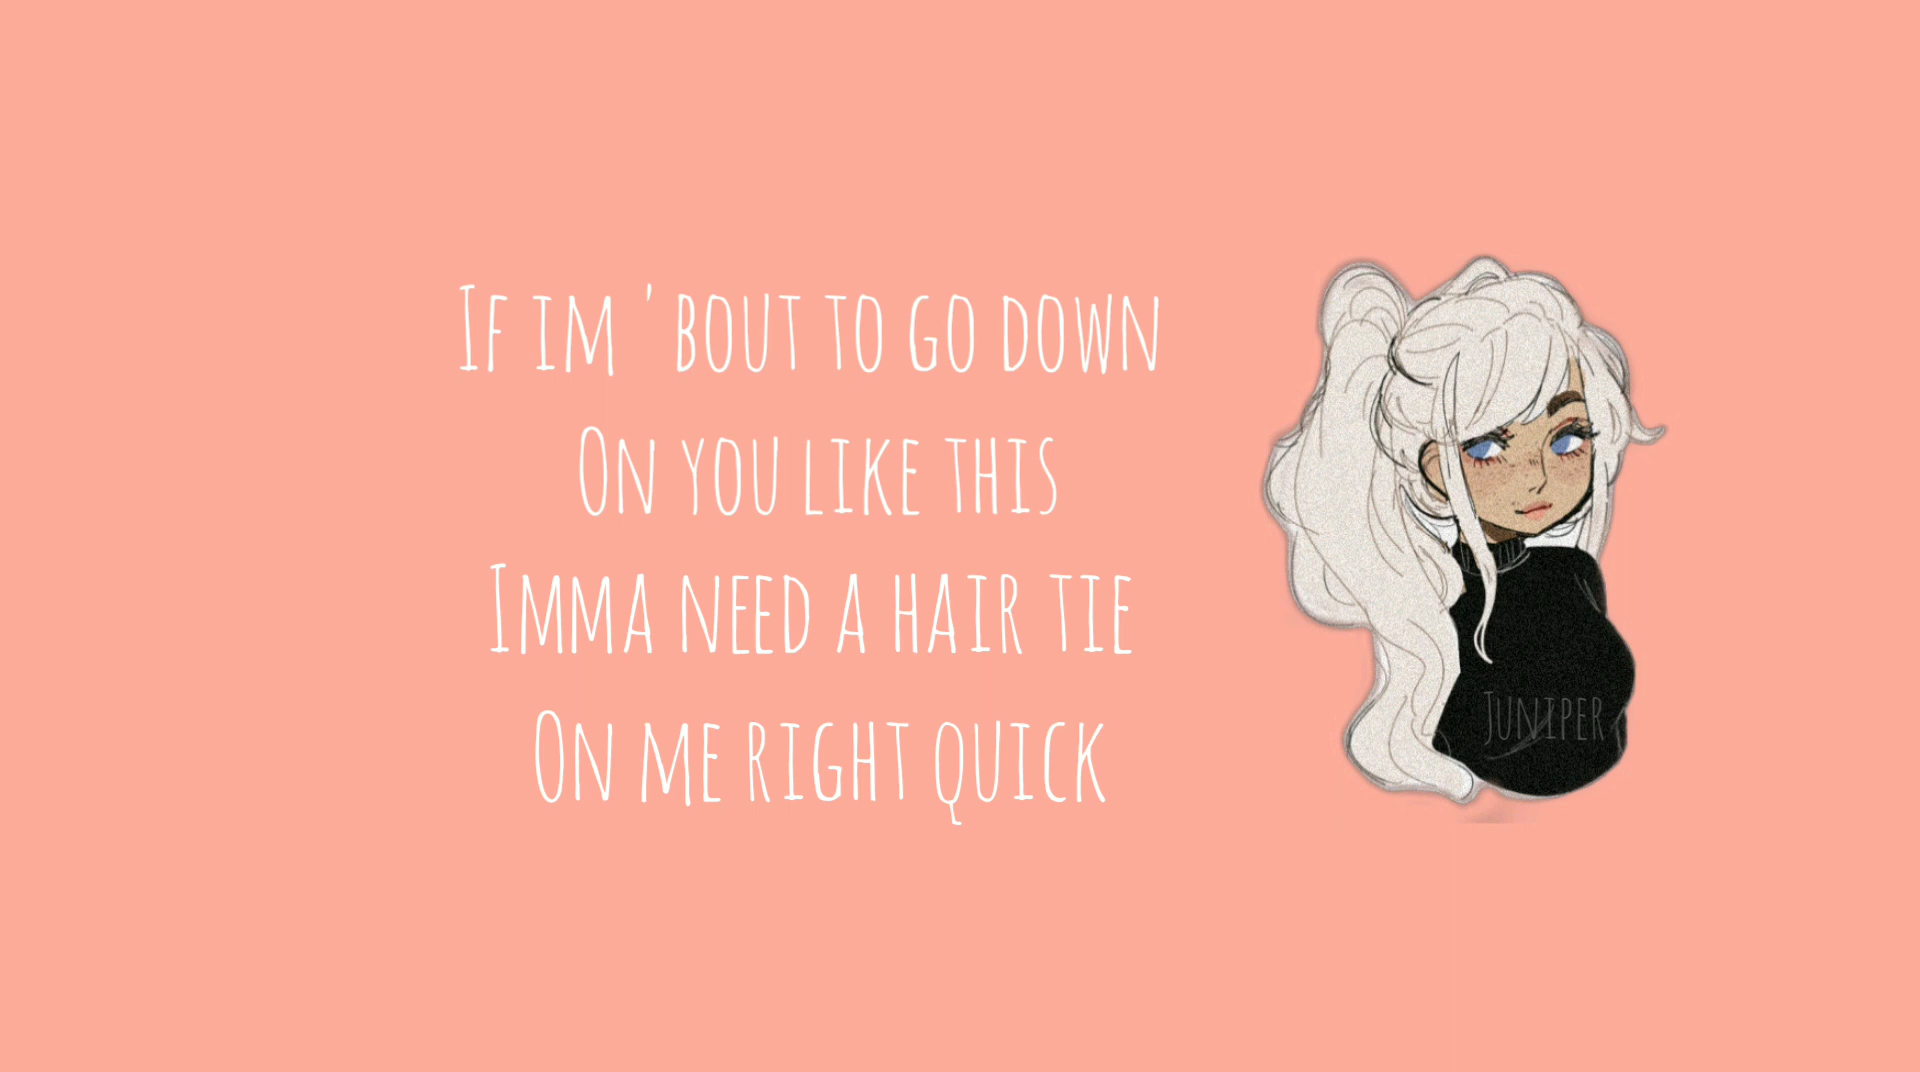 If im 'bout to go down
On you like this
Imma need a hair tie
On me right quick
Juniper